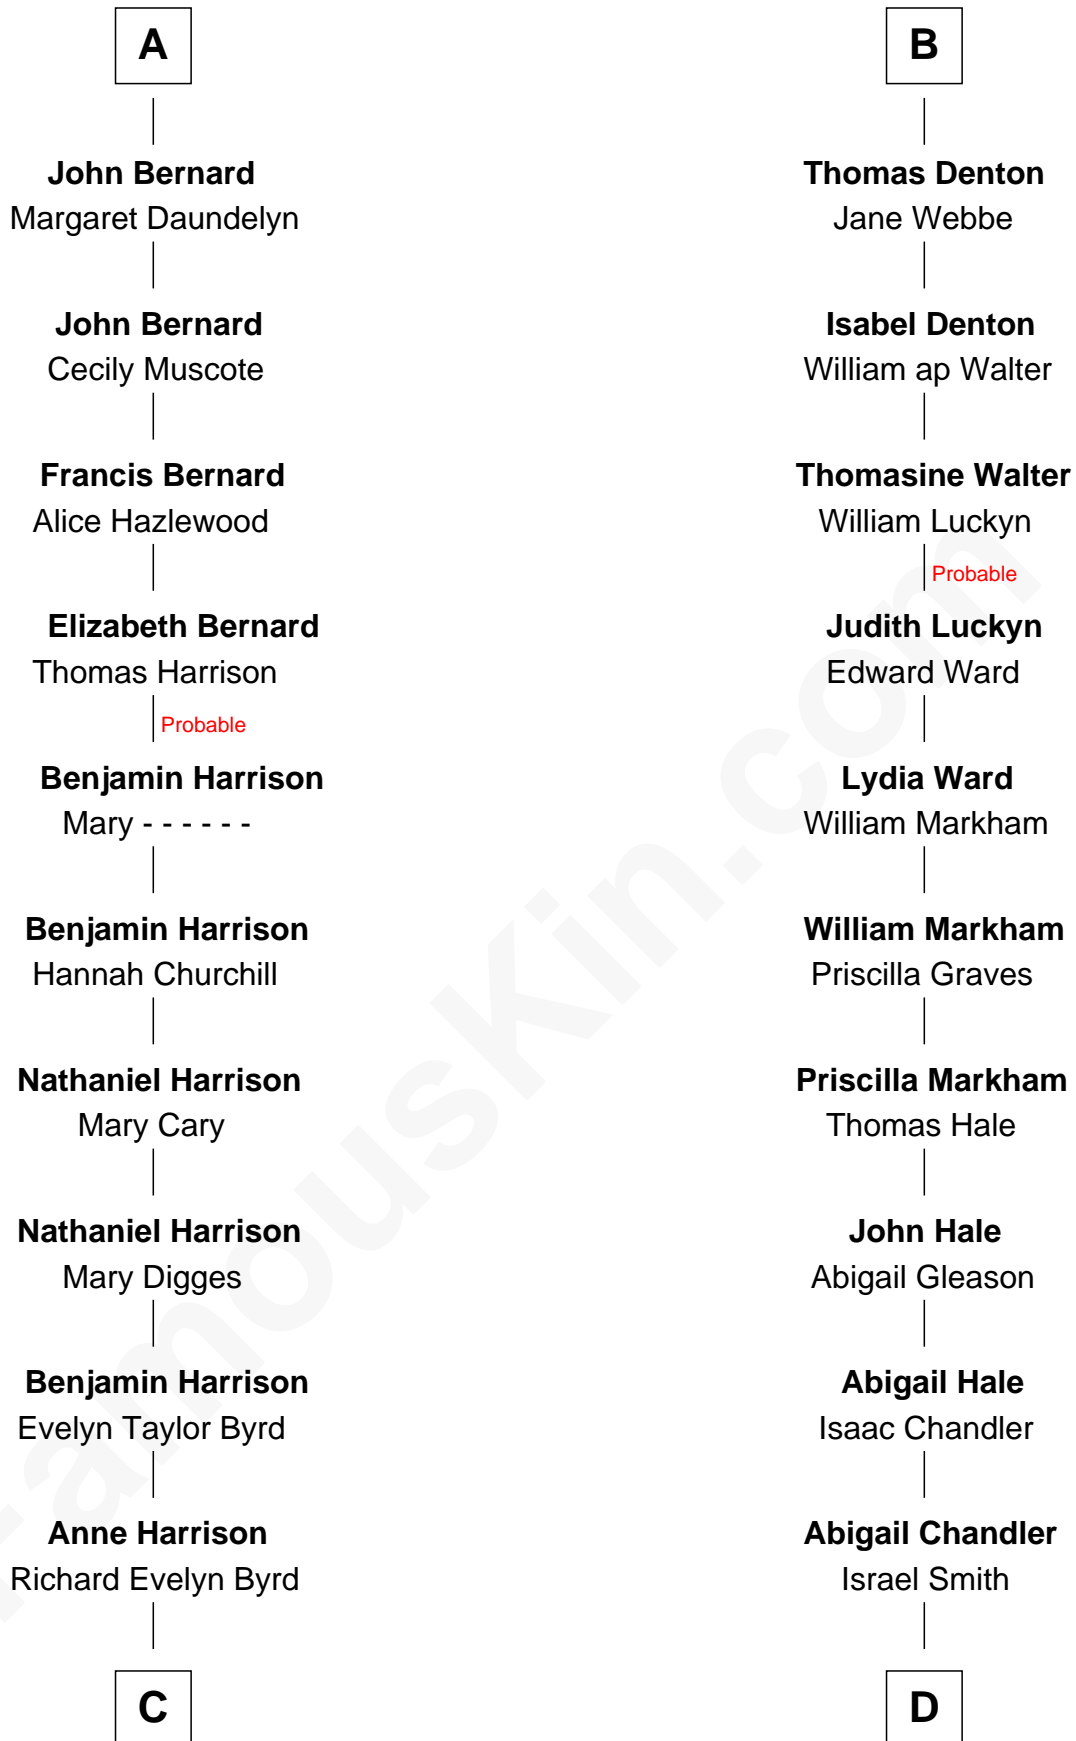 A
John Bernard
Margaret Daundelyn
John Bernard
Cecily Muscote
Francis Bernard
Alice Hazlewood
Elizabeth Bernard
Thomas Harrison
Probable
Benjamin Harrison
Mary - - - - - -
Benjamin Harrison
Hannah Churchill
Nathaniel Harrison
Mary Cary
Nathaniel Harrison
Mary Digges
Benjamin Harrison
Evelyn Taylor Byrd
Anne Harrison
Richard Evelyn Byrd
C
B
Thomas Denton
Jane Webbe
Isabel Denton
William ap Walter
Thomasine Walter
William Luckyn
Probable
Judith Luckyn
Edward Ward
Lydia Ward
William Markham
William Markham
Priscilla Graves
Priscilla Markham
Thomas Hale
John Hale
Abigail Gleason
Abigail Hale
Isaac Chandler
Abigail Chandler
Israel Smith
D
FamousKin.com